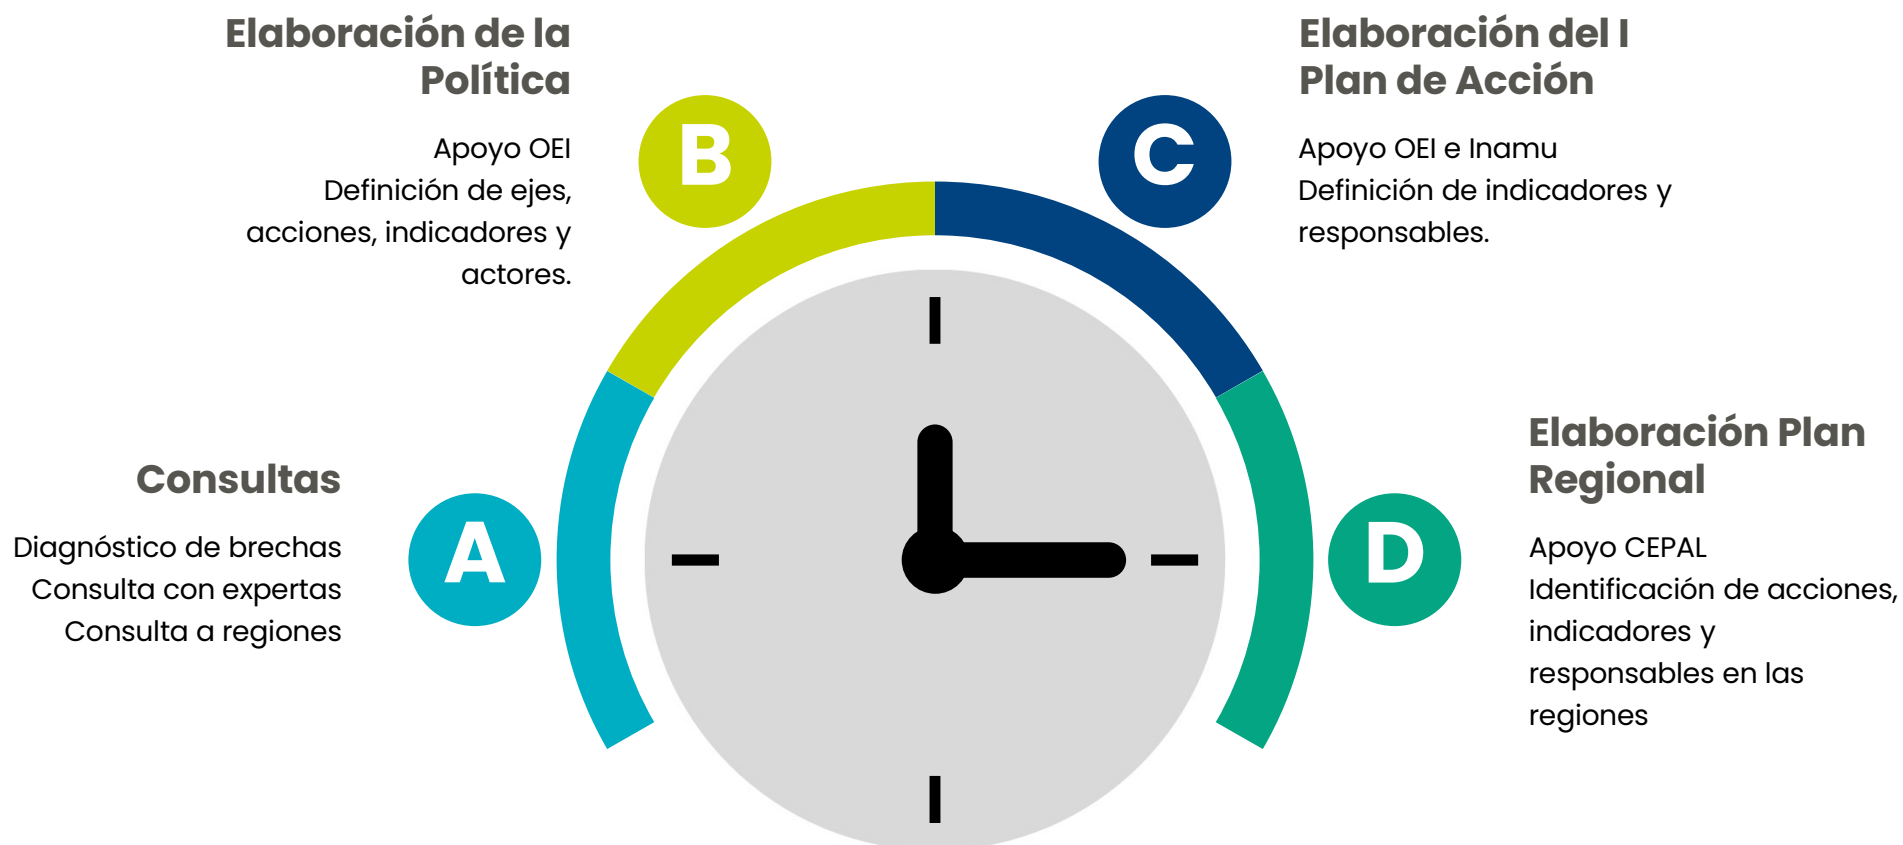 Consultas
Diagnóstico de brechas
Consulta con expertas
Consulta a regiones
A
Elaboración de la
Política
Apoyo OEI
Definición de ejes,
acciones, indicadores y
actores.
B
C
Elaboración del I
Plan de Acción
Apoyo OEI e Inamu
Definición de indicadores y
responsables.
D
Elaboración Plan
Regional
Apoyo CEPAL
Identificación de acciones,
indicadores y
responsables en las
regiones